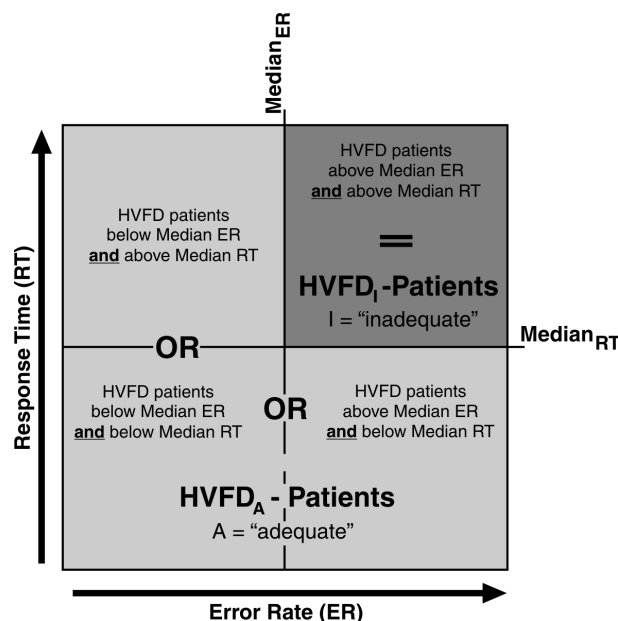 Median_ER
HVFD patients
above Median ER
and above Median RT
=
HVFD_I-Patients
I = “inadequate”
HVFD patients
below Median ER
and above Median RT
OR
Median_RT
Response Time (RT)
HVFD patients
below Median ER
and below Median RT
OR
HVFD patients
above Median ER
and below Median RT
HVFD_A - Patients
A = “adequate”
Error Rate (ER)